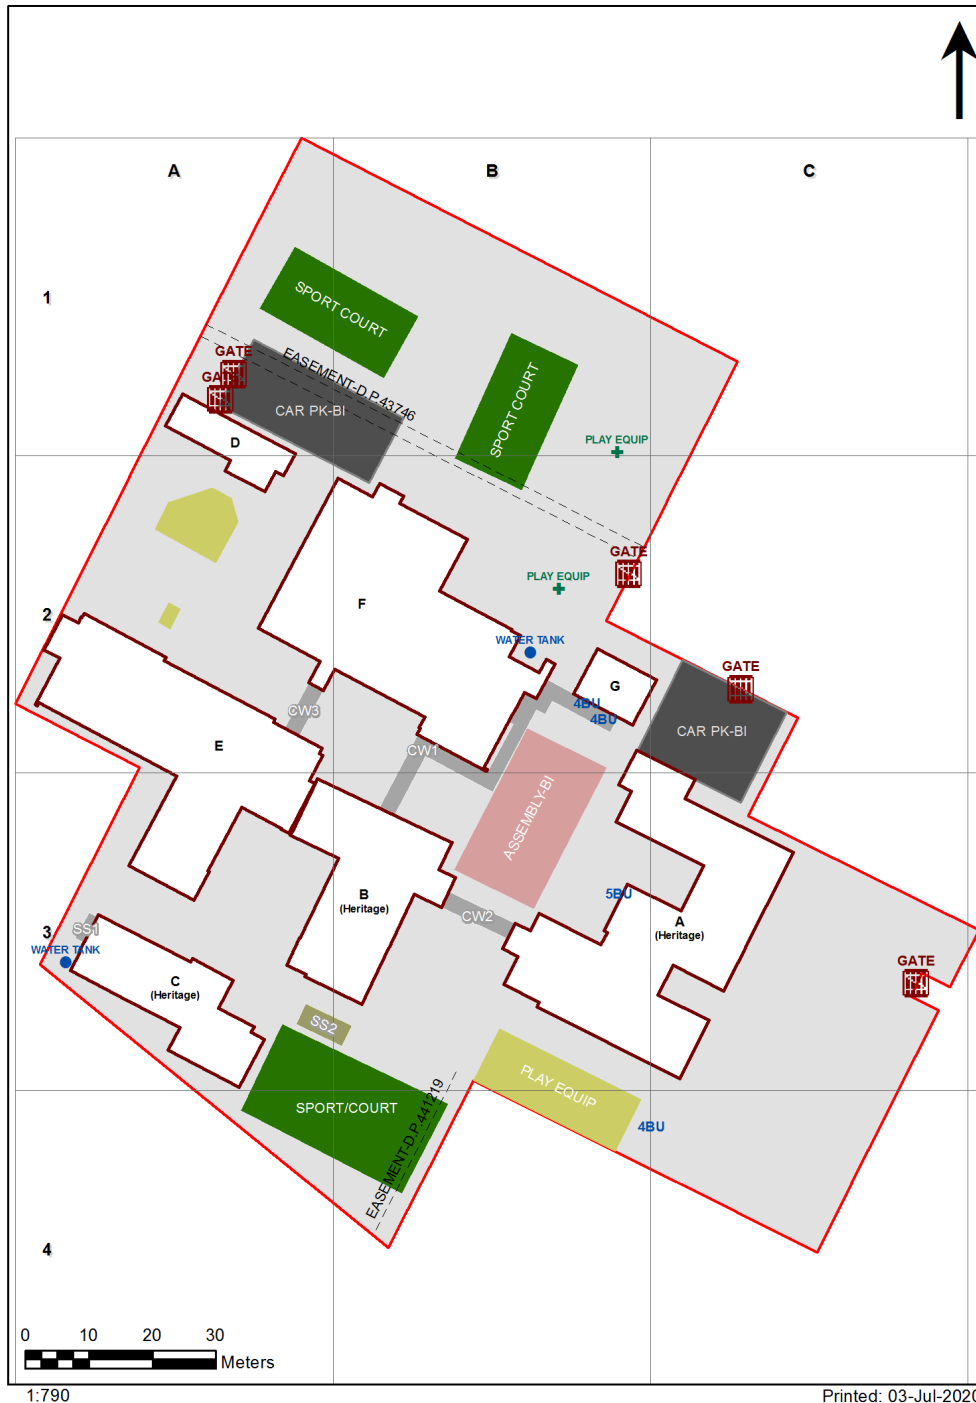 A
B
C
1
SPORT COURT
GATE
EASEMENT-D.P.43746
GATE
CAR PK-BI
SPORT COURT
D
PLAY EQUIP
GATE
PLAY EQUIP
2
F
WATER TANK
GATE
G
4BU
4BU
CW3
CAR PK-BI
E
CW1
ASSEMBLY-BI
B
(Heritage)
5BU
CW2
A
(Heritage)
3
SS1
WATER TANK
GATE
C
(Heritage)
SS2
PLAY EQUIP
SPORT/COURT
4BU
EASEMENT-D.P.441219
4
0 10 20 30
Meters
1:790
Printed: 03-Jul-2020